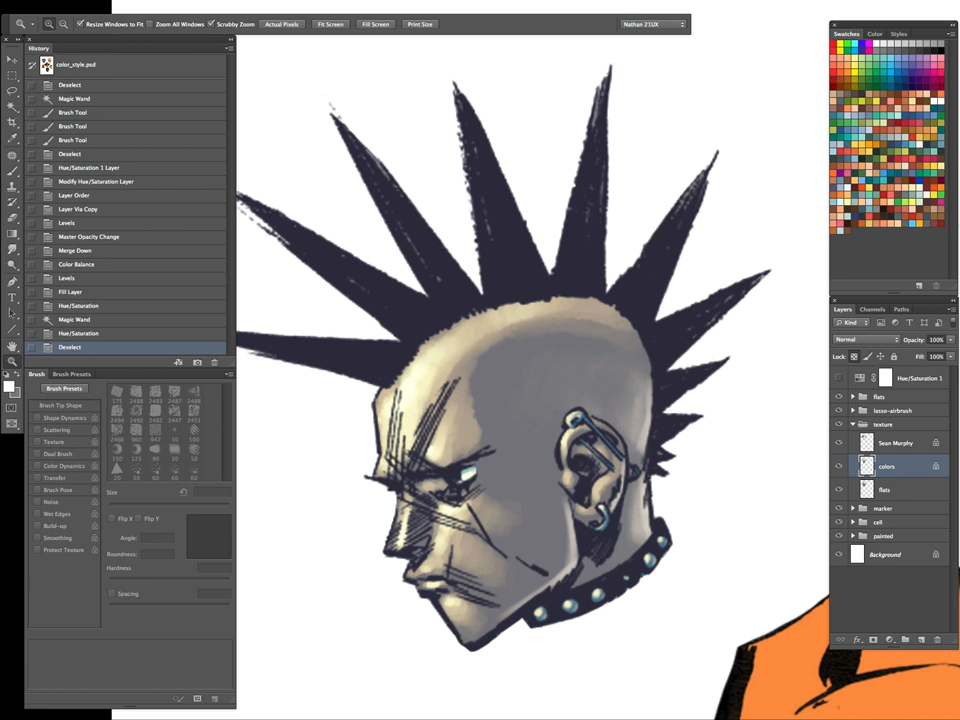 Resize Windows to Fit
Zoom All Windows
Scrubby Zoom
Actual Pixels
Fit Screen
Fill Screen
Print Size
Nathan 21UX
History
color_style.psd
Deselect
Magic Wand
Brush Tool
Brush Tool
Brush Tool
Deselect
Hue/Saturation 1 Layer
Modify Hue/Saturation Layer
Layer Order
Layer Via Copy
Levels
Master Opacity Change
Merge Down
Color Balance
Levels
Fill Layer
Hue/Saturation
Magic Wand
Hue/Saturation
Deselect
Brush
Brush Presets
Brush Presets
Brush Tip Shape
Shape Dynamics
Scattering
Texture
Dual Brush
Color Dynamics
Transfer
Brush Pose
Noise
Wet Edges
Build-up
Smoothing
Protect Texture
Size
Flip X
Flip Y
Angle:
Roundness:
Hardness
Spacing
Swatches
Color
Styles
Layers
Channels
Paths
Kind
Normal
Opacity: 100%
Lock:
Fill: 100%
Hue/Saturation 1
flats
lasso-airbrush
texture
Sean Murphy
colors
flats
marker
cell
painted
Background